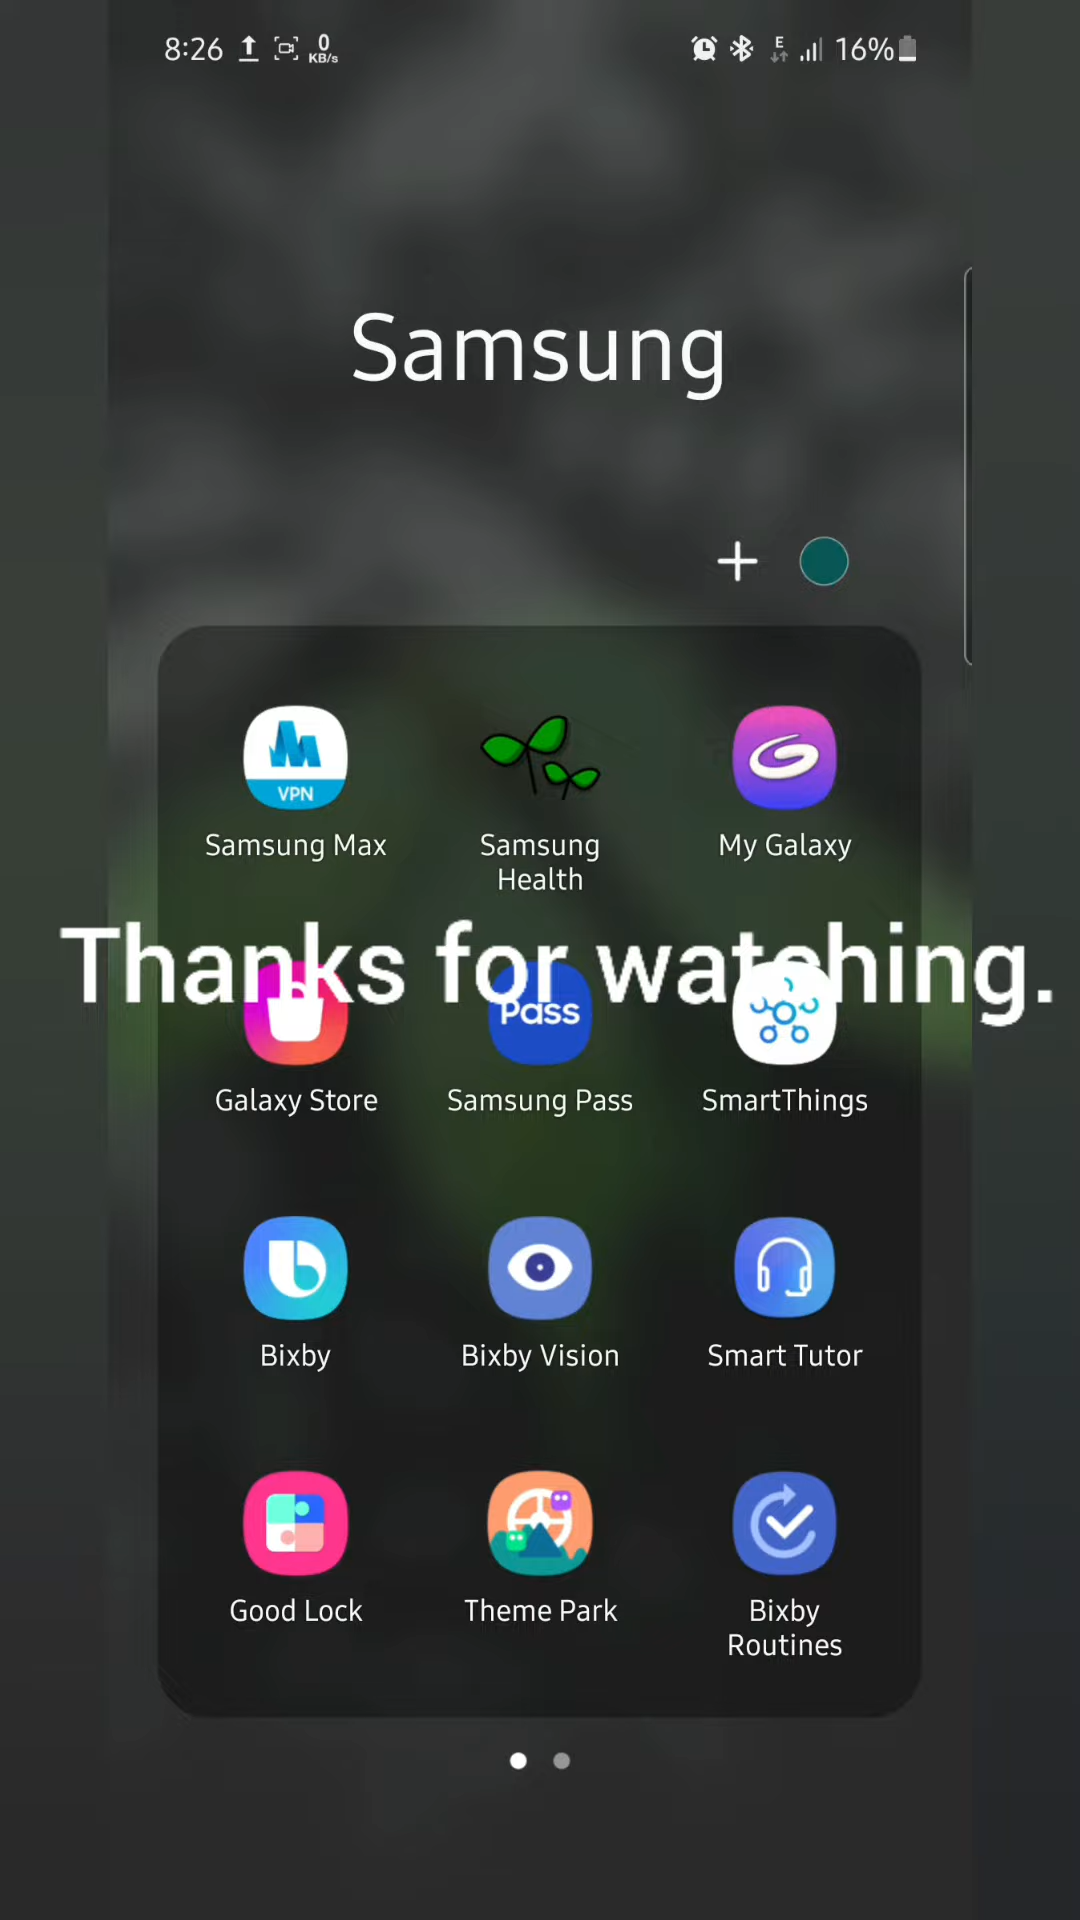 8:26 0 KB/s E 16%
Samsung
VPN
Samsung Max Samsung Health My Galaxy
Thanks for watching.
Pass
Galaxy Store Samsung Pass SmartThings
Bixby Bixby Vision Smart Tutor
Good Lock Theme Park Bixby Routines